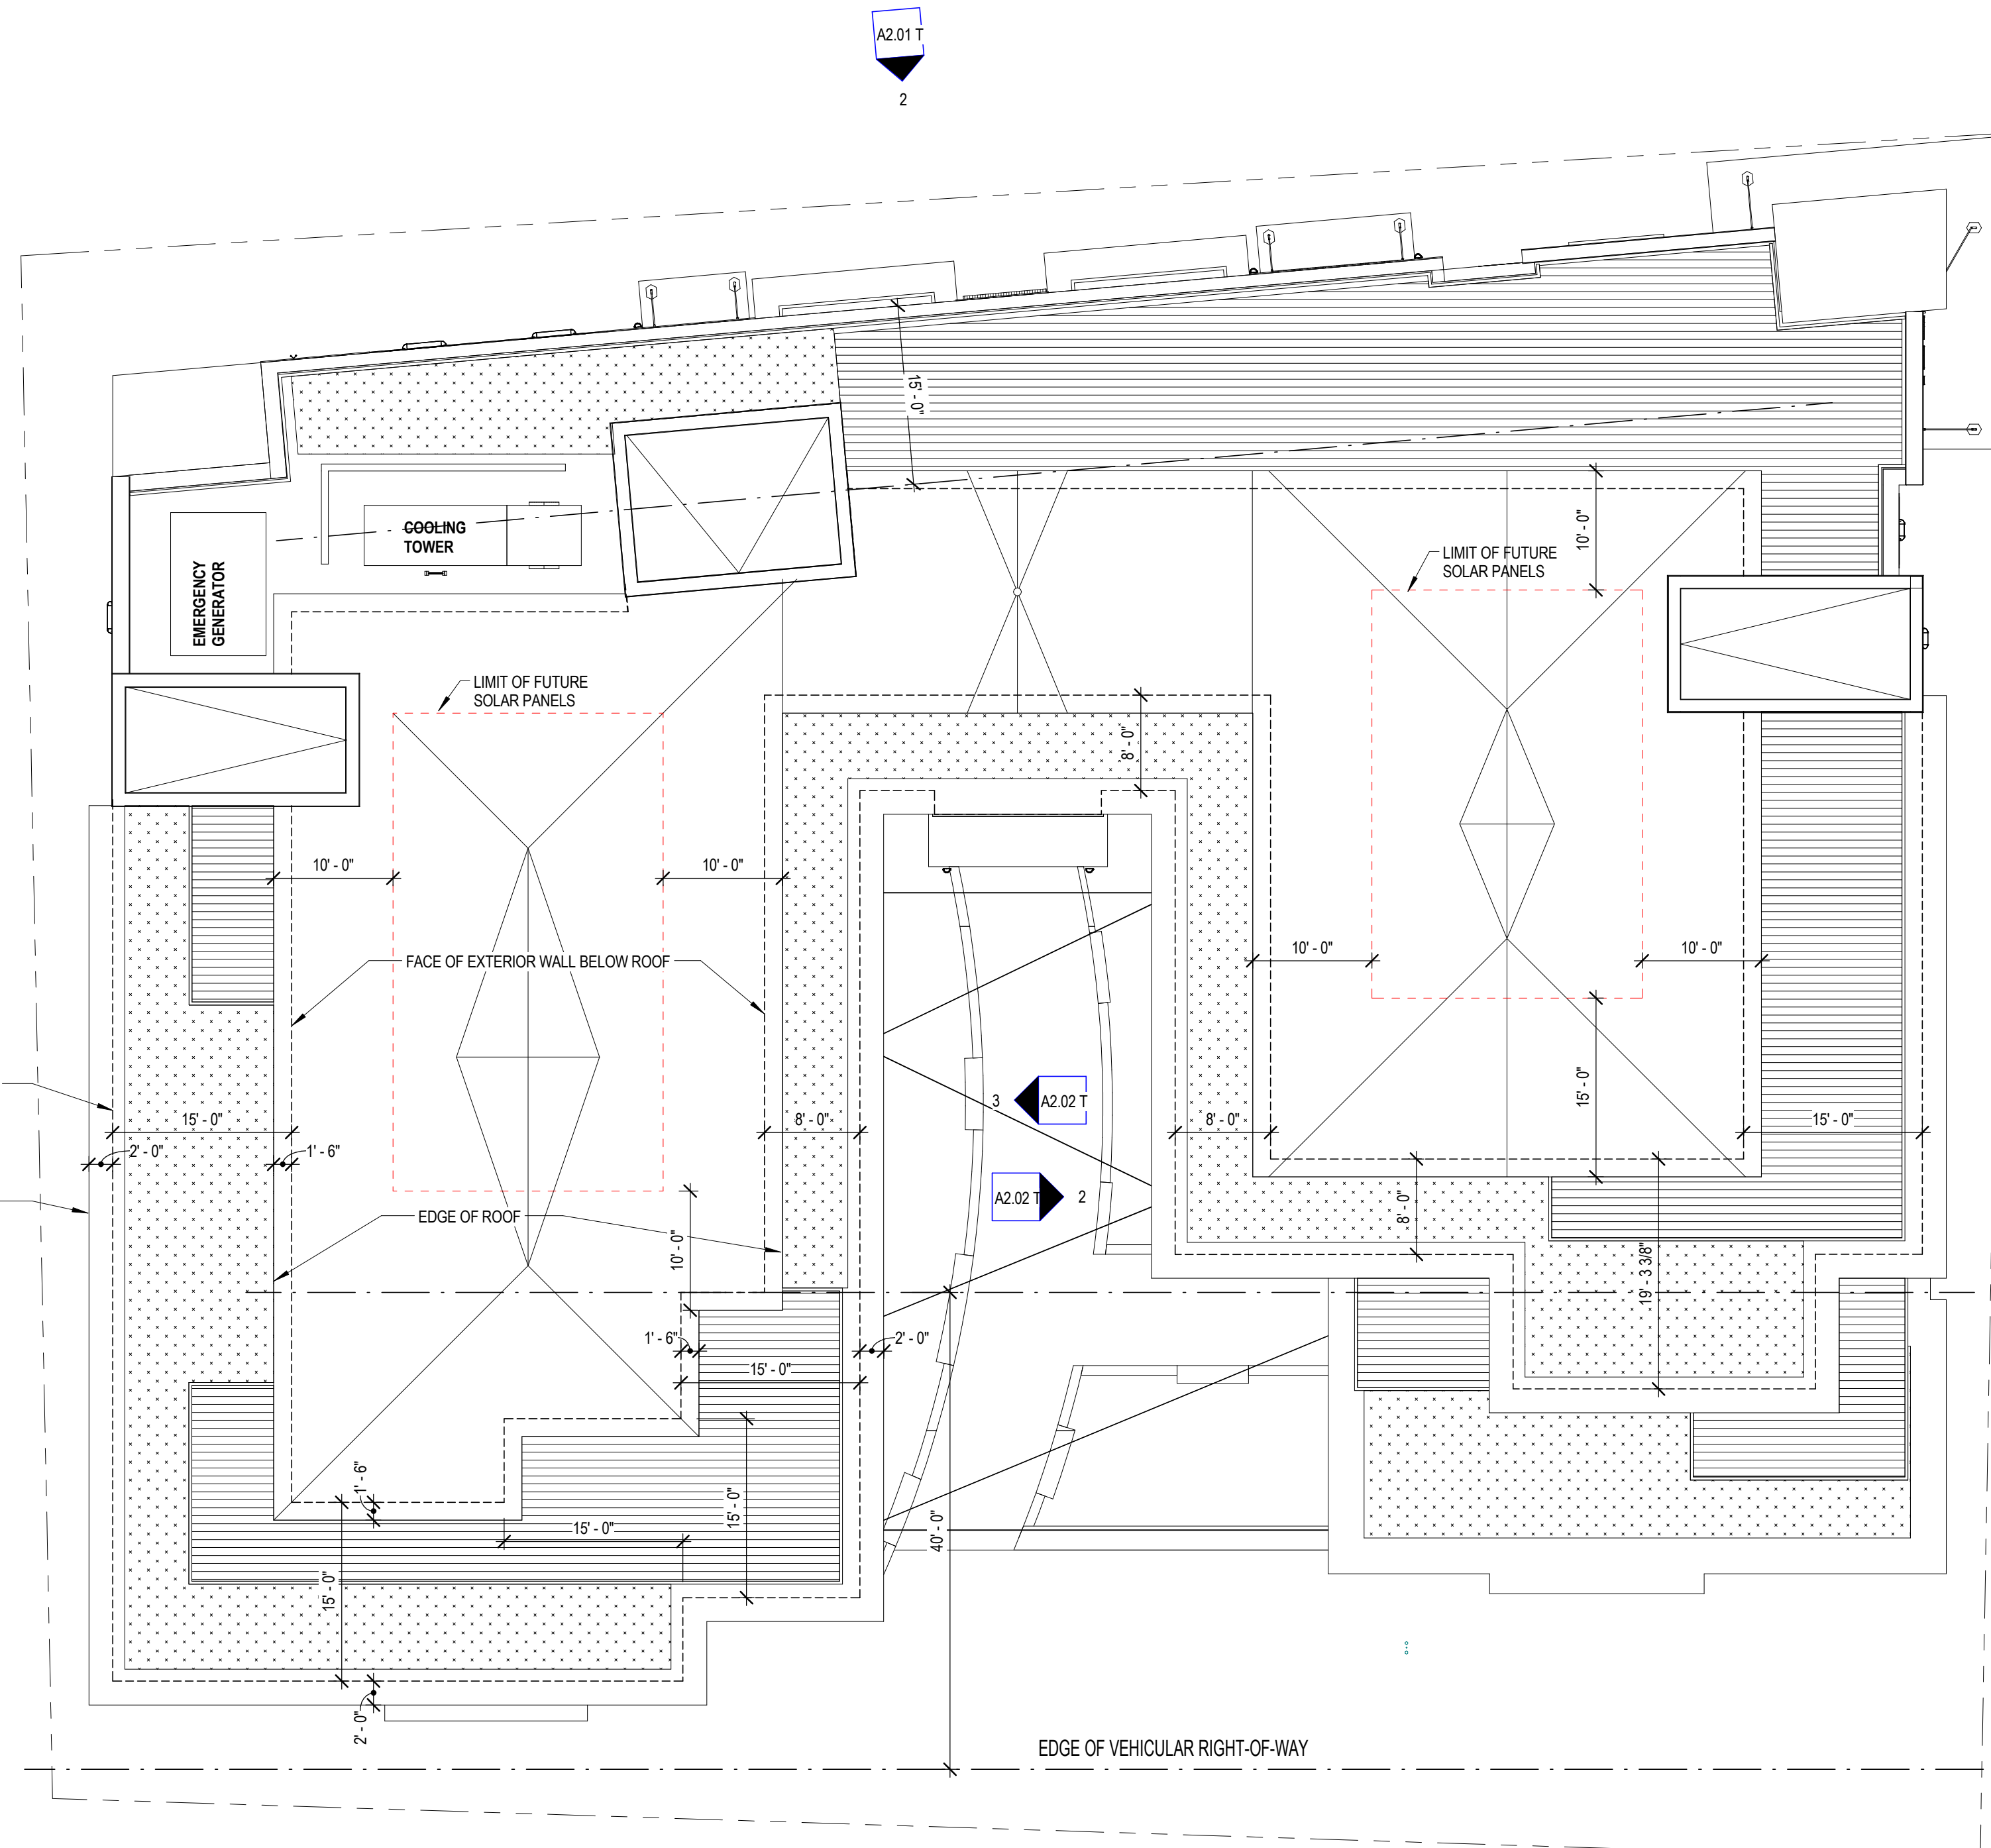 A2.01 T
2
15' - 0"
10' - 0"
COOLING
TOWER
LIMIT OF FUTURE
SOLAR PANELS
EMERGENCY
GENERATOR
LIMIT OF FUTURE
SOLAR PANELS
8' - 0"
10' - 0"
10' - 0"
FACE OF EXTERIOR WALL BELOW ROOF
10' - 0"
10' - 0"
15' - 0"
3
A2.02 T
15' - 0"
8' - 0"
8' - 0"
15' - 0"
2' - 0"
1' - 6"
A2.02 T
2
EDGE OF ROOF
8' - 0"
10' - 0"
19' - 3 3/8"
1' - 6"
2' - 0"
15' - 0"
1' - 6"
15' - 0"
15' - 0"
40' - 0"
15' - 0"
2' - 0"
EDGE OF VEHICULAR RIGHT-OF-WAY